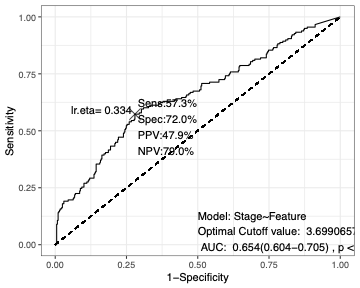 1.00
0.75
0.50
0.25
0.00
Sensitivity
lr.eta= 0.334
Sens:57.3%
Spec:72.0%
PPV:47.9%
NPV:79.0%
Model: Stage~Feature
Optimal Cutoff value: 3.699065
AUC: 0.654(0.604−0.705) , p <
0.00 0.25 0.50 0.75 1.00
1−Specificity